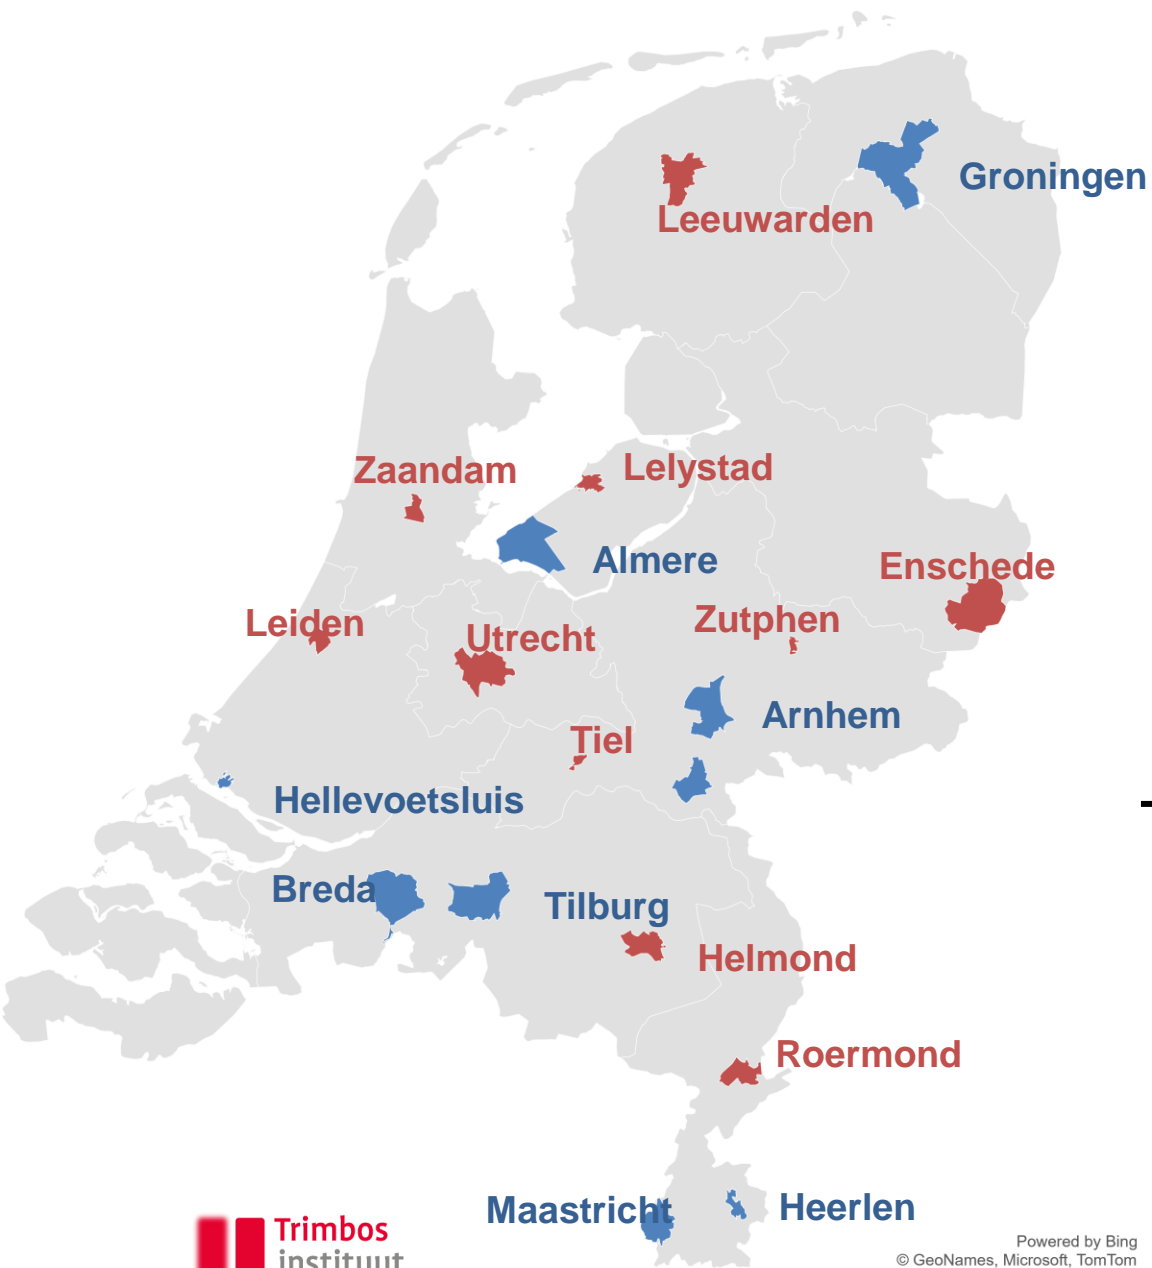 Groningen
Leeuwarden
Zaandam
Lelystad
Almere
Enschede
Leiden
Utrecht
Zutphen
Arnhem
Tiel
Hellevoetsluis
Breda
Tilburg
Helmond
Roermond
Maastricht
Heerlen
Trimbos
instituut
Powered by Bing
© GeoNames, Microsoft, TomTom